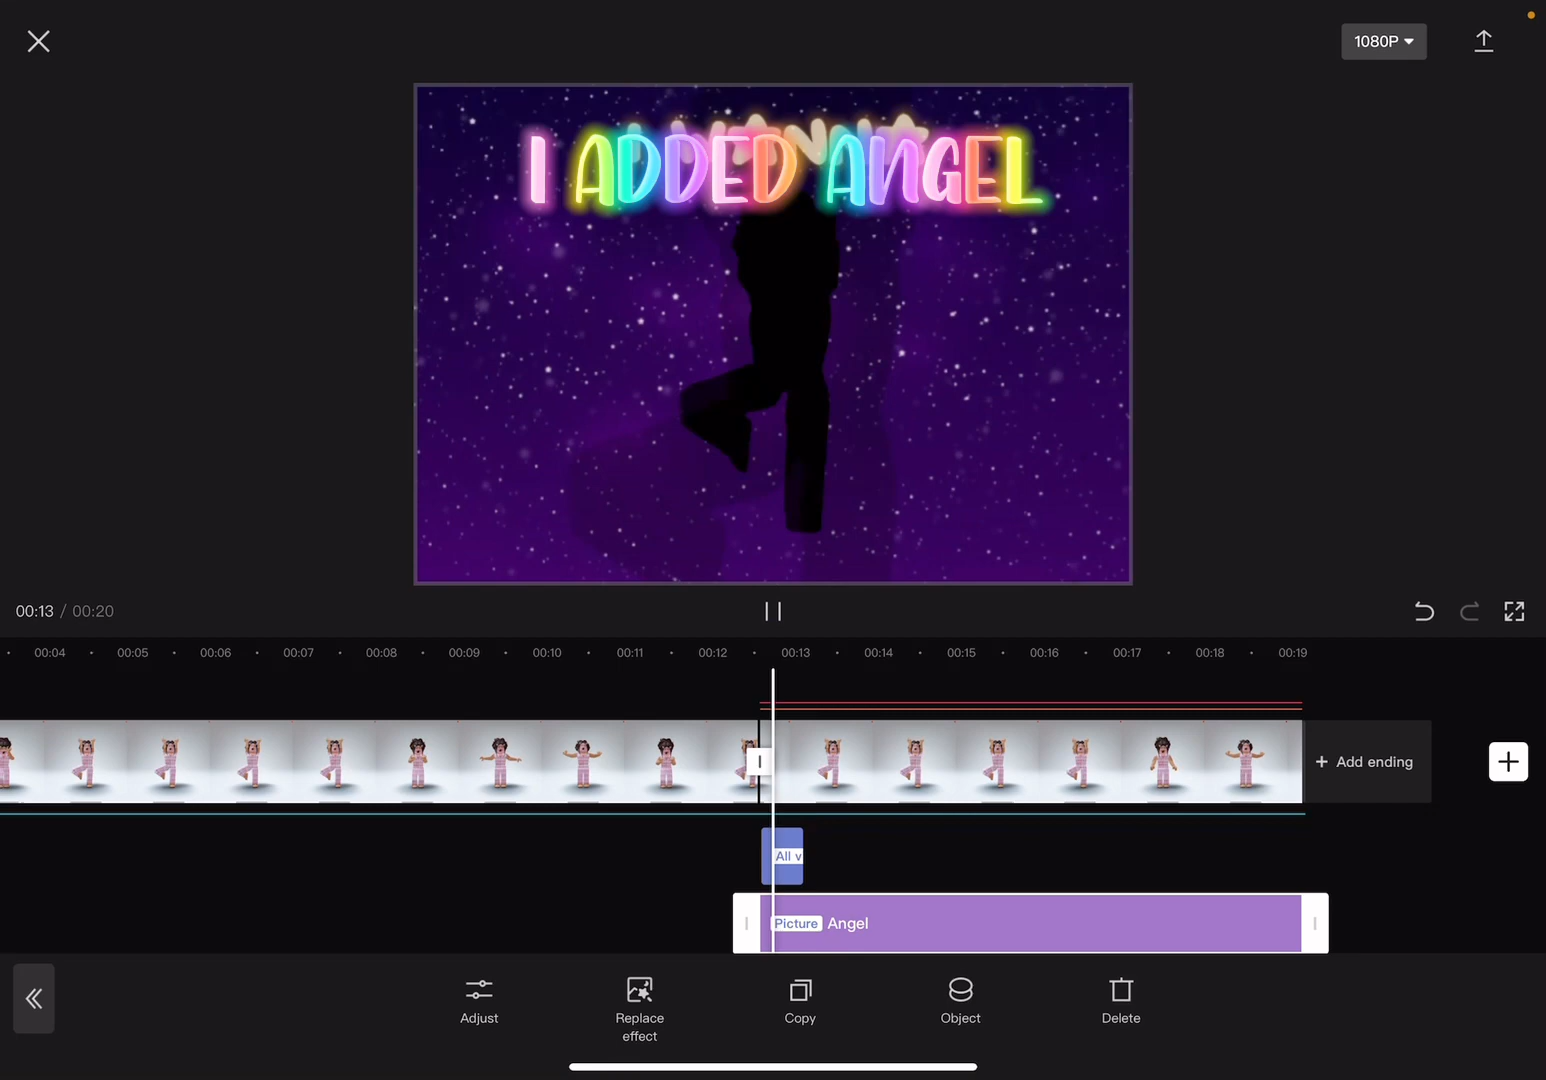 1080P
I ADDED ANGEL
00:13 / 00:20
00:04 00:05 00:06 00:07 00:08 00:09 00:10 00:11 00:12 00:13 00:14 00:15 00:16 00:17 00:18 00:19
+ Add ending
All v
Picture Angel
Adjust
Replace
effect
Copy
Object
Delete